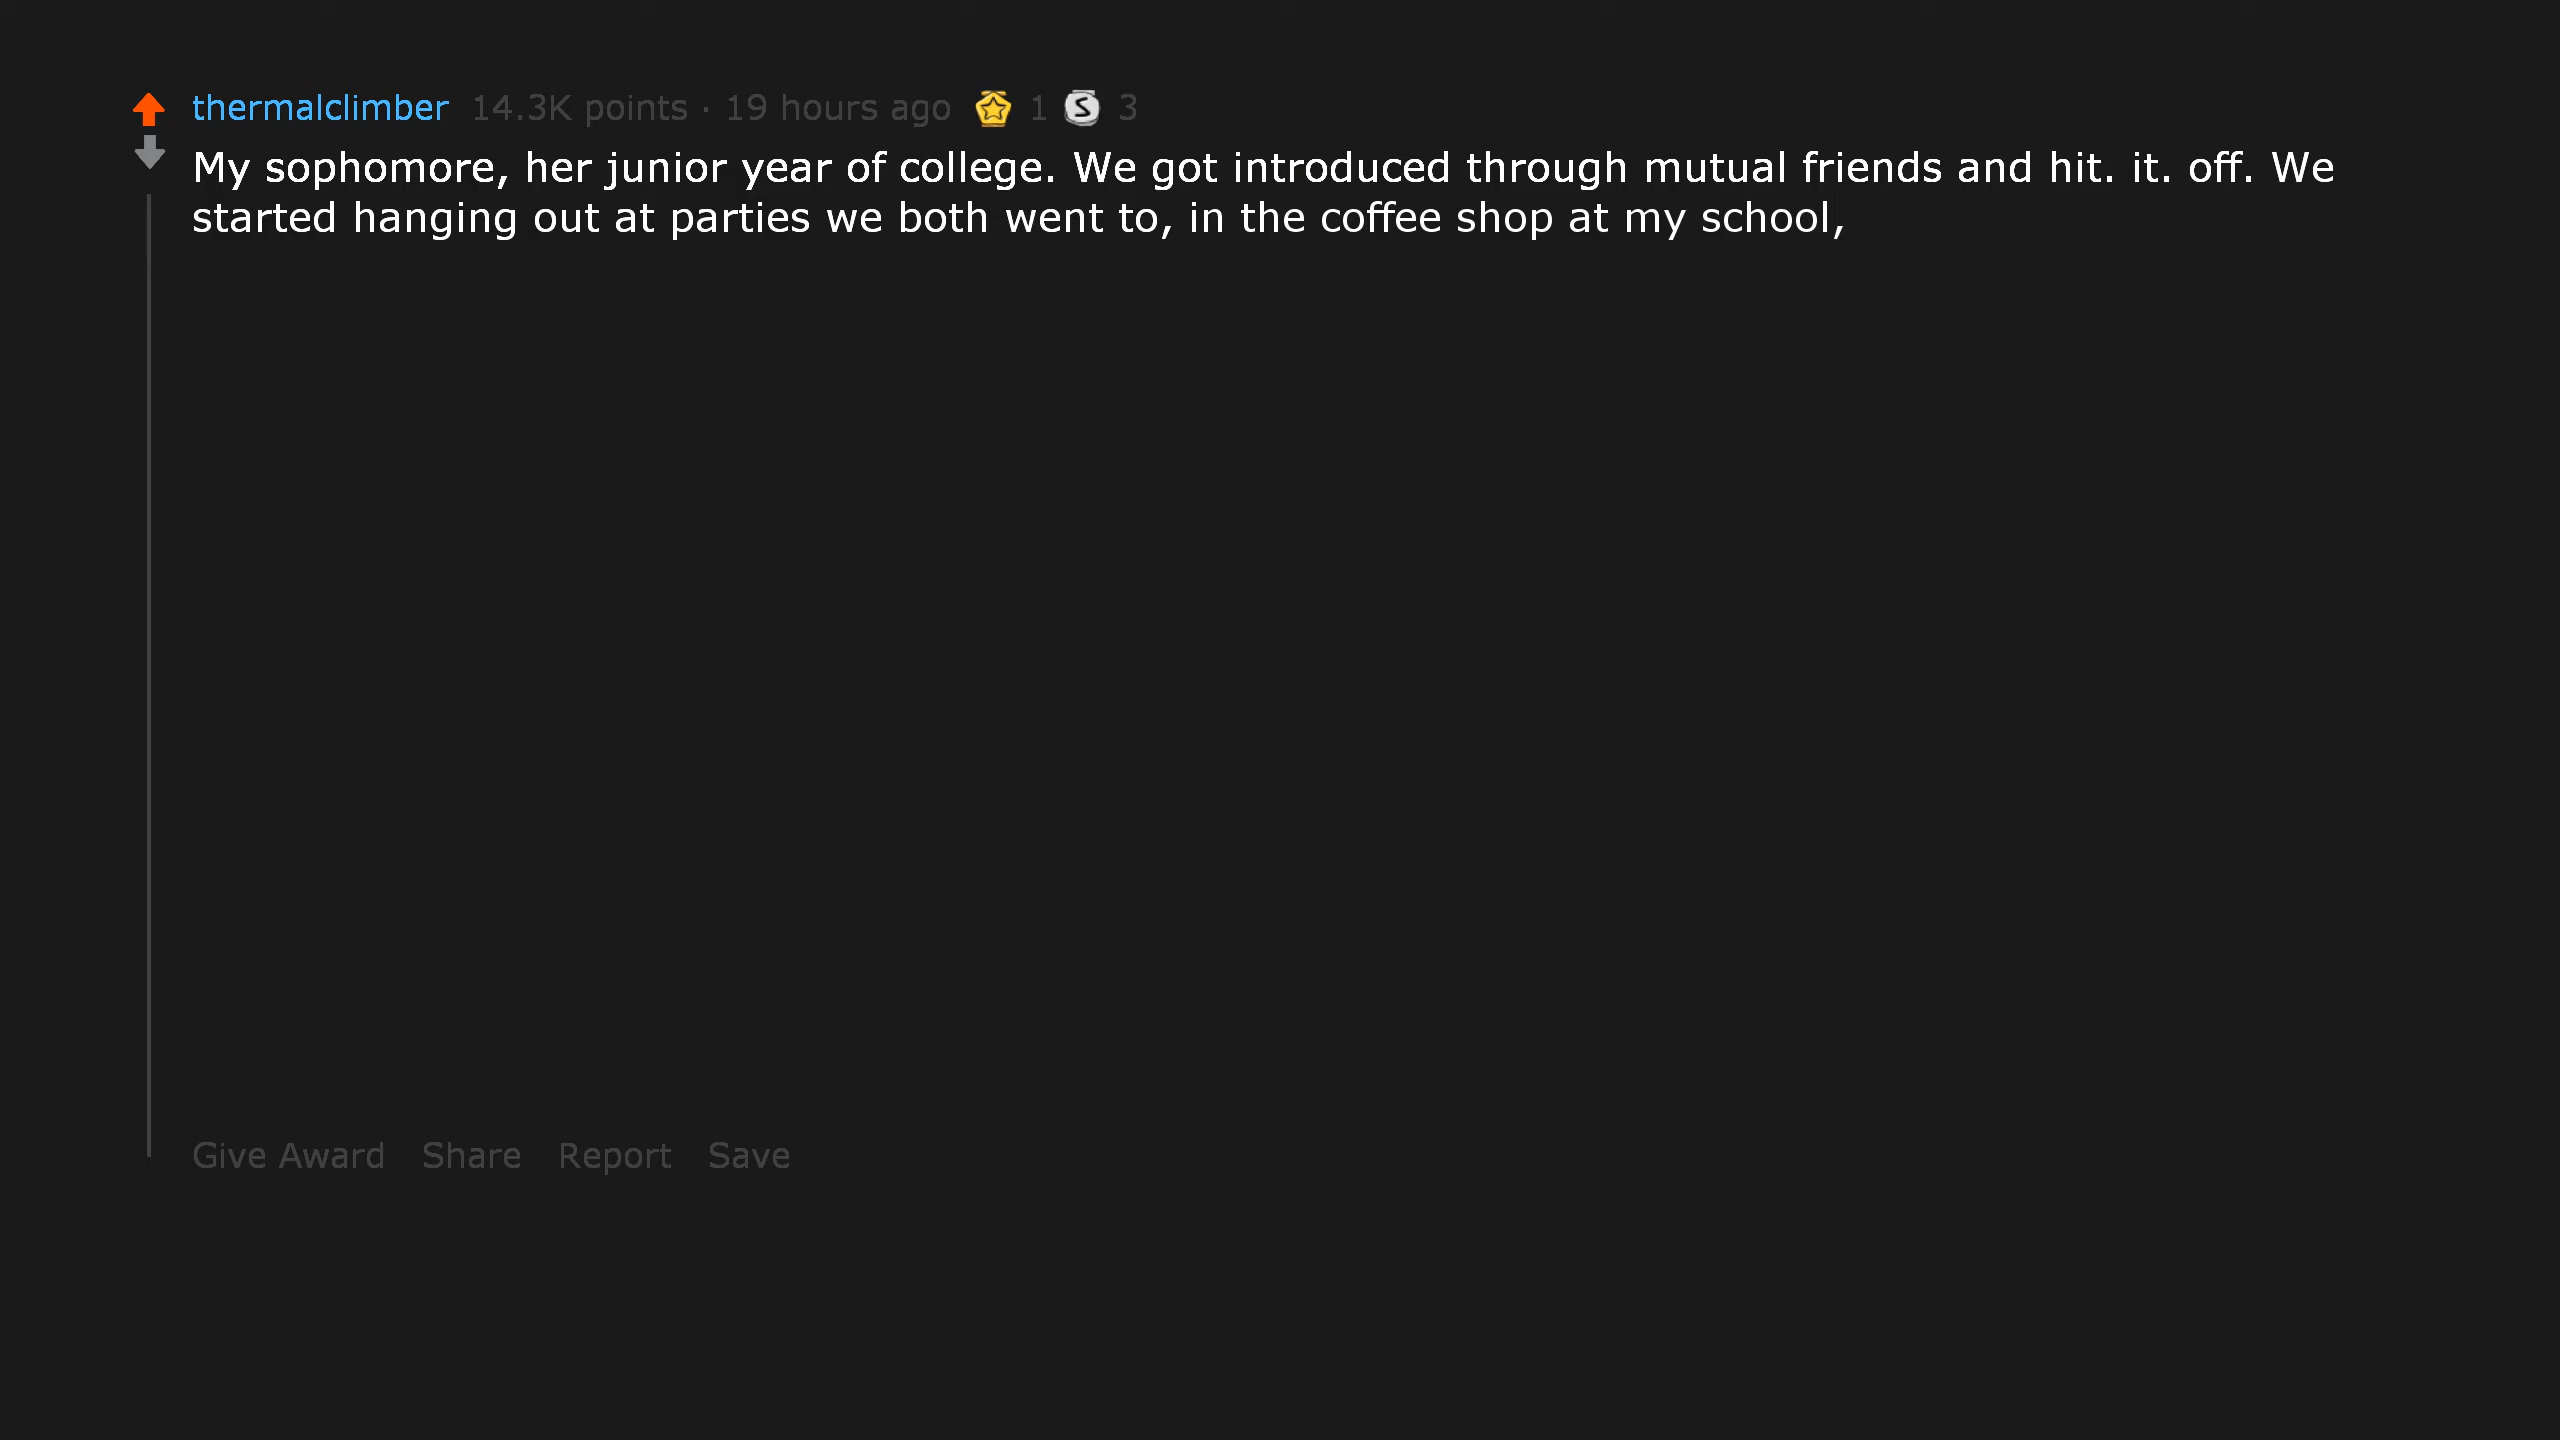 thermalclimber 14.3K points · 19 hours ago 1 S 3
My sophomore, her junior year of college. We got introduced through mutual friends and hit. it. off. We
started hanging out at parties we both went to, in the coffee shop at my school,
Give Award Share Report Save